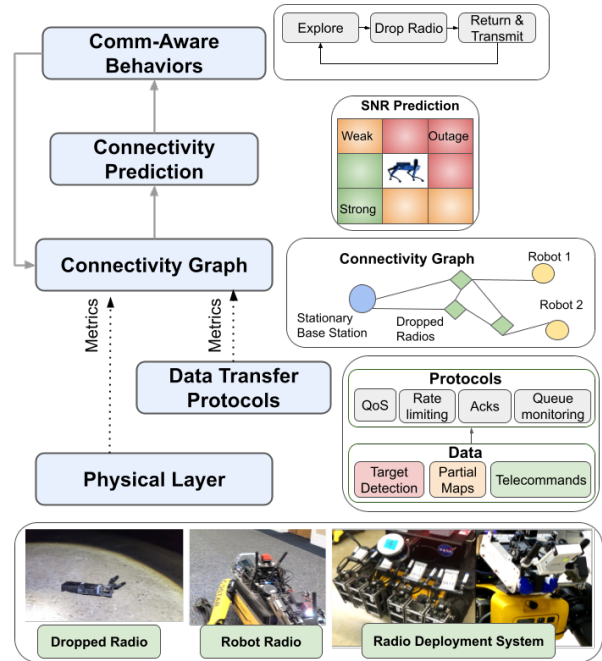 Comm-Aware
Behaviors
Explore
Drop Radio
Return &
Transmit
Connectivity
Prediction
SNR Prediction
Weak
Outage
Strong
Connectivity Graph
Connectivity Graph
Robot 1
Robot 2
Stationary
Base Station
Dropped
Radios
Metrics
Metrics
Data Transfer
Protocols
Protocols
QoS
Rate
limiting
Acks
Queue
monitoring
Data
Target
Detection
Partial
Maps
Telecommands
Physical Layer
Dropped Radio
Robot Radio
Radio Deployment System